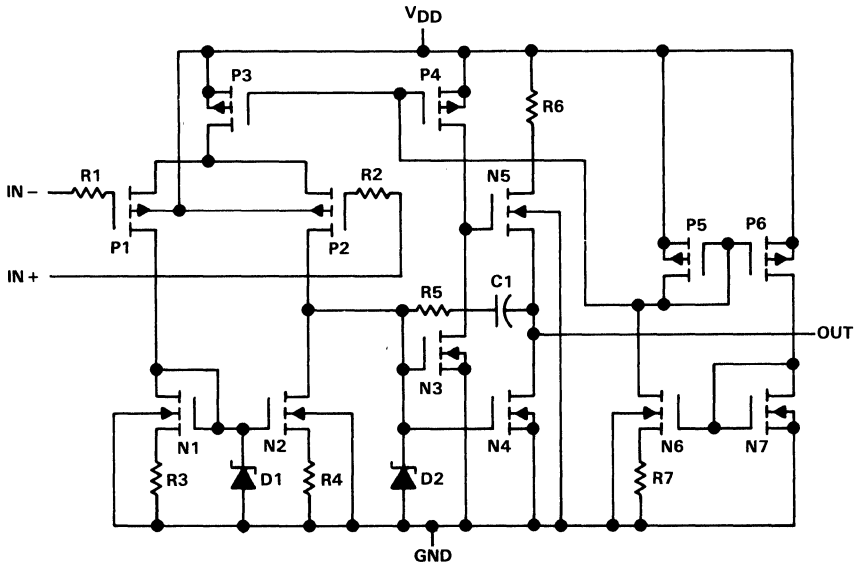 VDD
P3
P4
R6
R1
R2
N5
IN −
P5
P6
P1
P2
IN +
R5
C1
OUT
N3
N1
N2
N4
N6
N7
R3
D1
R4
D2
R7
GND